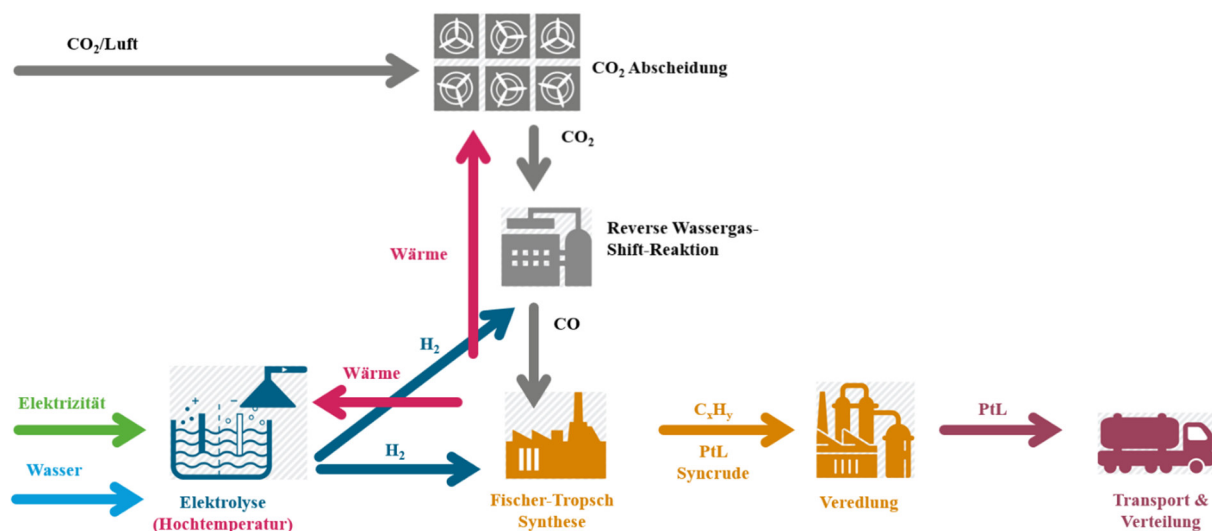 CO₂/Luft
CO₂ Abscheidung
CO₂
Reverse Wassergas-
Shift-Reaktion
Wärme
CO
H₂
Wärme
Elektrizität
+
−
Wasser
H₂
CₓHᵧ
PtL
Syncrude
PtL
Elektrolyse
(Hochtemperatur)
Fischer-Tropsch
Synthese
Veredlung
Transport &
Verteilung